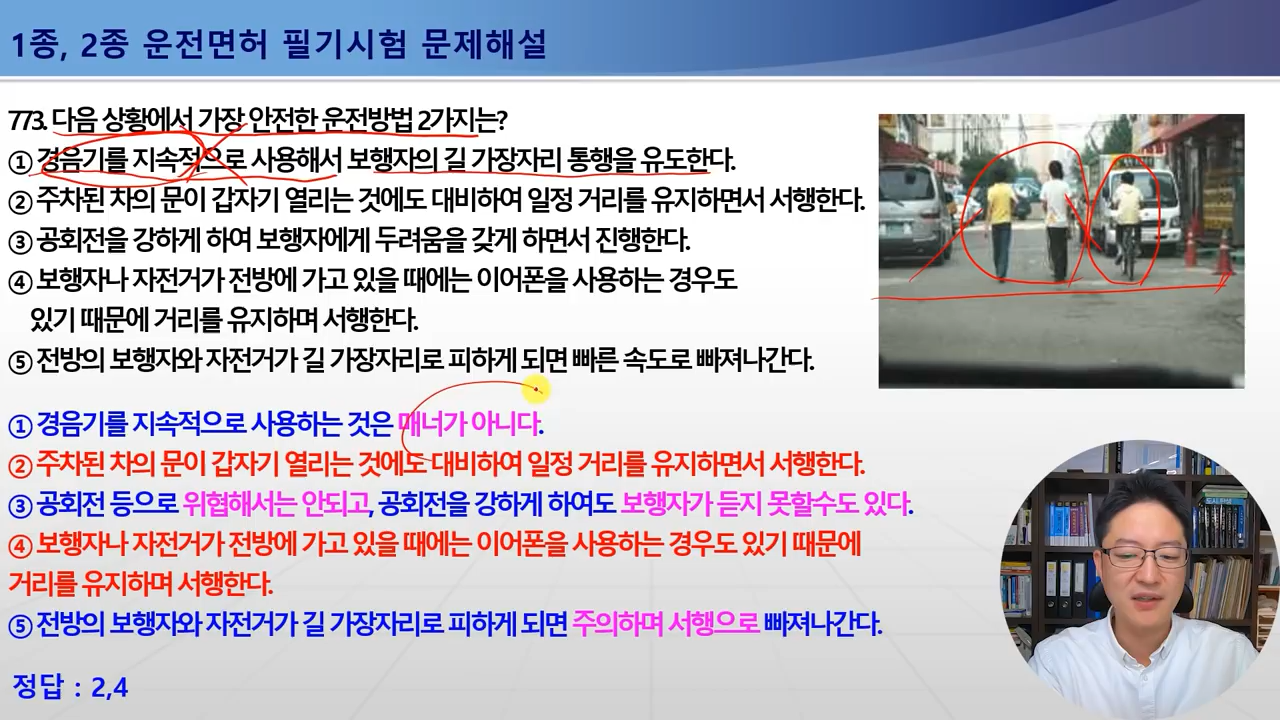 1종, 2종 운전면허 필기시험 문제해설
773. 다음 상황에서 가장 안전한 운전방법 2가지는?
① 경음기를 지속적으로 사용해서 보행자의 길 가장자리 통행을 유도한다.
② 주차된 차의 문이 갑자기 열리는 것에도 대비하여 일정 거리를 유지하면서 서행한다.
③ 공회전을 강하게 하여 보행자에게 두려움을 갖게 하면서 진행한다.
④ 보행자나 자전거가 전방에 가고 있을 때에는 이어폰을 사용하는 경우도
있기 때문에 거리를 유지하며 서행한다.
⑤ 전방의 보행자와 자전거가 길 가장자리로 피하게 되면 빠른 속도로 빠져나간다.
① 경음기를 지속적으로 사용하는 것은 매너가 아니다.
② 주차된 차의 문이 갑자기 열리는 것에도 대비하여 일정 거리를 유지하면서 서행한다.
③ 공회전 등으로 위협해서는 안되고, 공회전을 강하게 하여도 보행자가 듣지 못할수도 있다.
④ 보행자나 자전거가 전방에 가고 있을 때에는 이어폰을 사용하는 경우도 있기 때문에
거리를 유지하며 서행한다.
⑤ 전방의 보행자와 자전거가 길 가장자리로 피하게 되면 주의하며 서행으로 빠져나간다.
정답 : 2,4